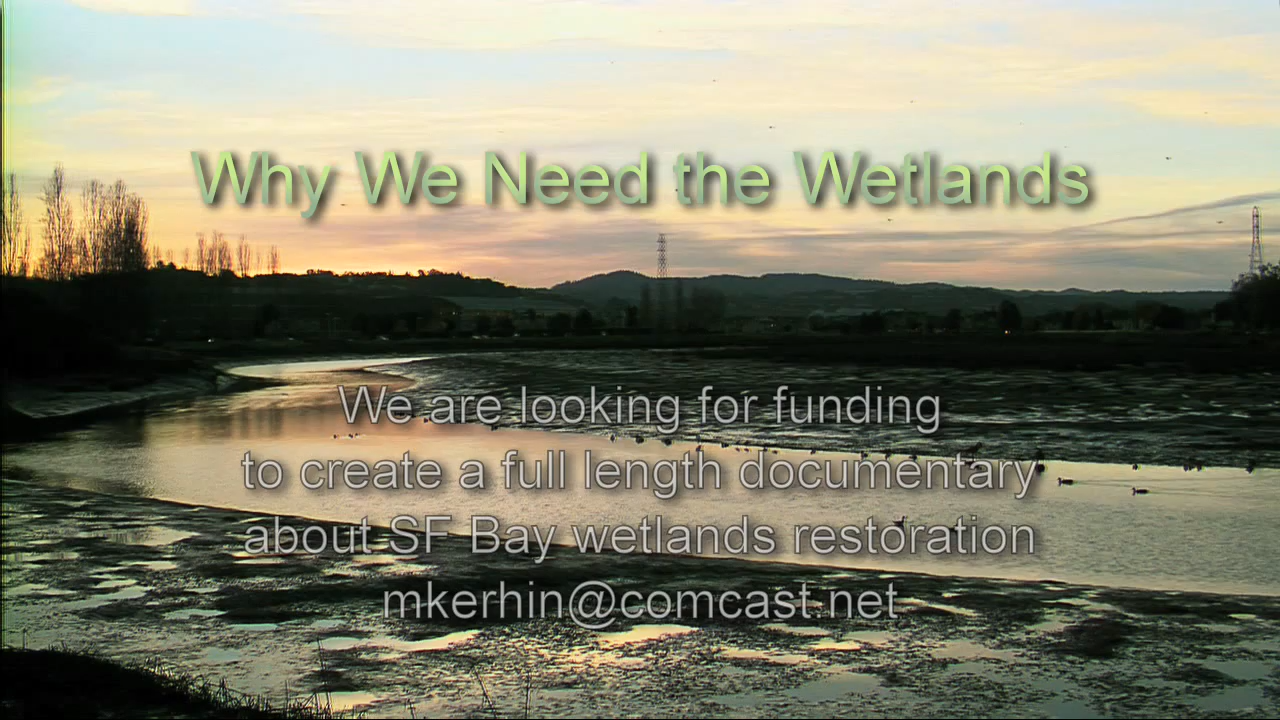 Why We Need the Wetlands
We are looking for funding
to create a full length documentary
about SF Bay wetlands restoration
mkerhin@comcast.net